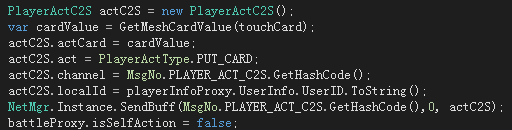 PlayerActC2S actC2S = new PlayerActC2S();
var cardValue = GetMeshCardValue(touchCard);
actC2S.actCard = cardValue;
actC2S.act = PlayerActType.PUT_CARD;
actC2S.channel = MsgNo.PLAYER_ACT_C2S.GetHashCode();
actC2S.localId = playerInfoProxy.UserInfo.UserID.ToString();
NetMgr.Instance.SendBuff(MsgNo.PLAYER_ACT_C2S.GetHashCode(),0, actC2S);
battleProxy.isSelfAction = false;